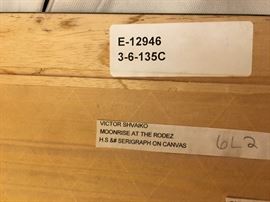 E-12946
3-6-135C
VICTOR SHVAIKO
MOONRISE AT THE RODEZ
H.S &# SERIGRAPH ON CANVAS
6L2